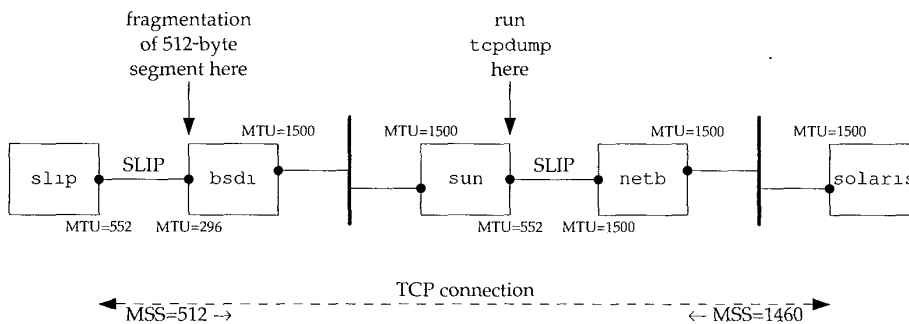 fragmentation
of 512-byte
segment here
run
tcpdump
here
MTU=1500
MTU=1500
MTU=1500
MTU=1500
slip
SLIP
bsdi
sun
SLIP
netb
solaris
MTU=552
MTU=296
MTU=552
MTU=1500
TCP connection
MSS=512 →
← MSS=1460